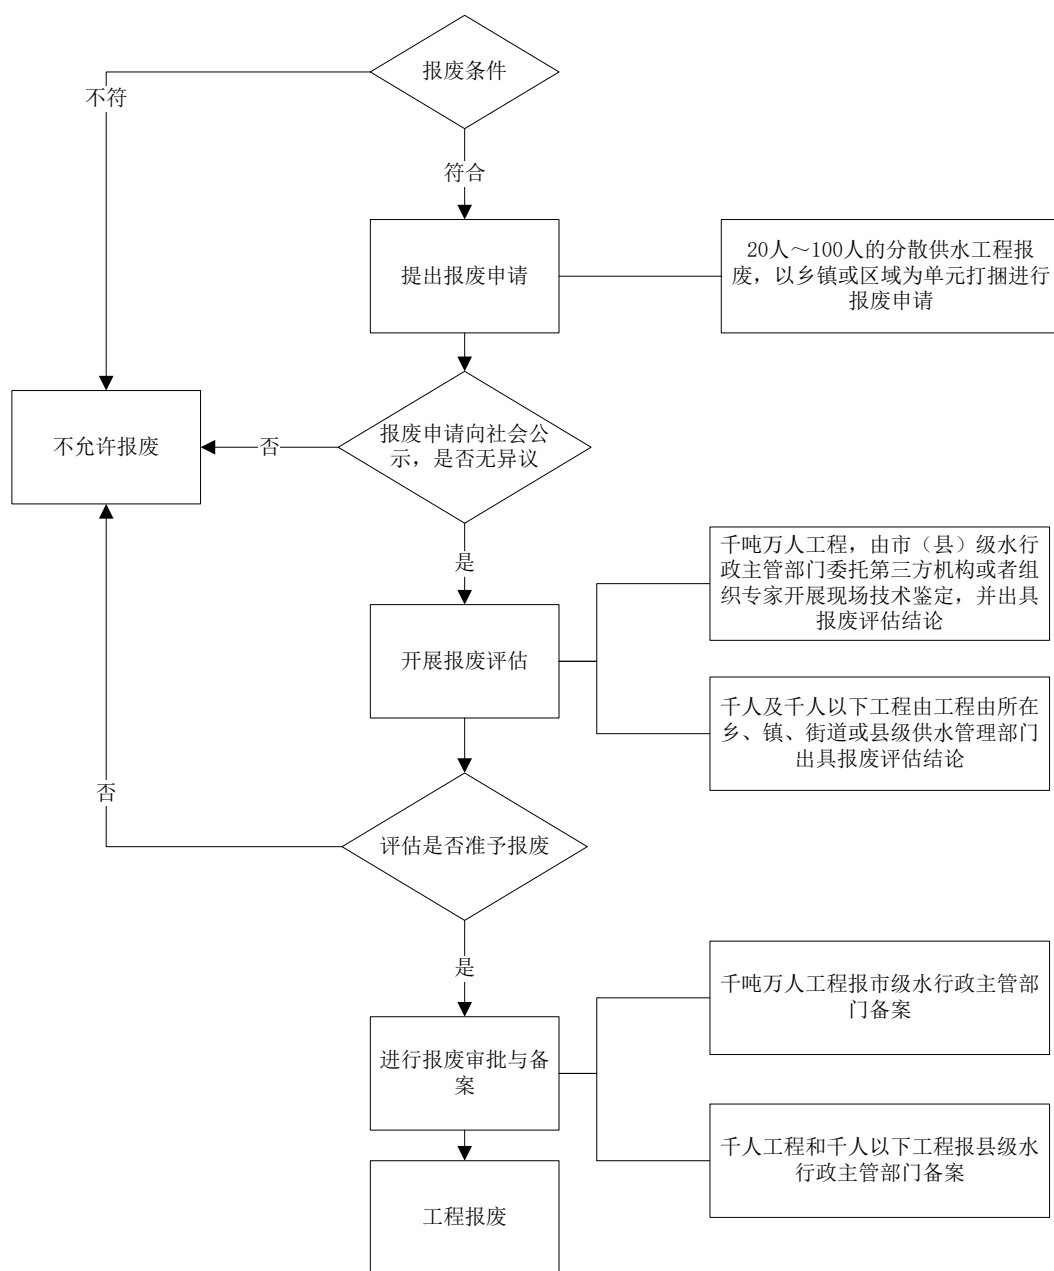 报废条件
不符
符合
提出报废申请
20人～100人的分散供水工程报
废，以乡镇或区域为单元打捆进行
报废申请
报废申请向社会公
示，是否无异议
否
不允许报废
是
千吨万人工程，由市（县）级水行
政主管部门委托第三方机构或者组
织专家开展现场技术鉴定，并出具
报废评估结论
开展报废评估
千人及千人以下工程由工程由所在
乡、镇、街道或县级供水管理部门
出具报废评估结论
否
评估是否准予报废
是
千吨万人工程报市级水行政主管部
门备案
进行报废审批与备
案
千人工程和千人以下工程报县级水
行政主管部门备案
工程报废